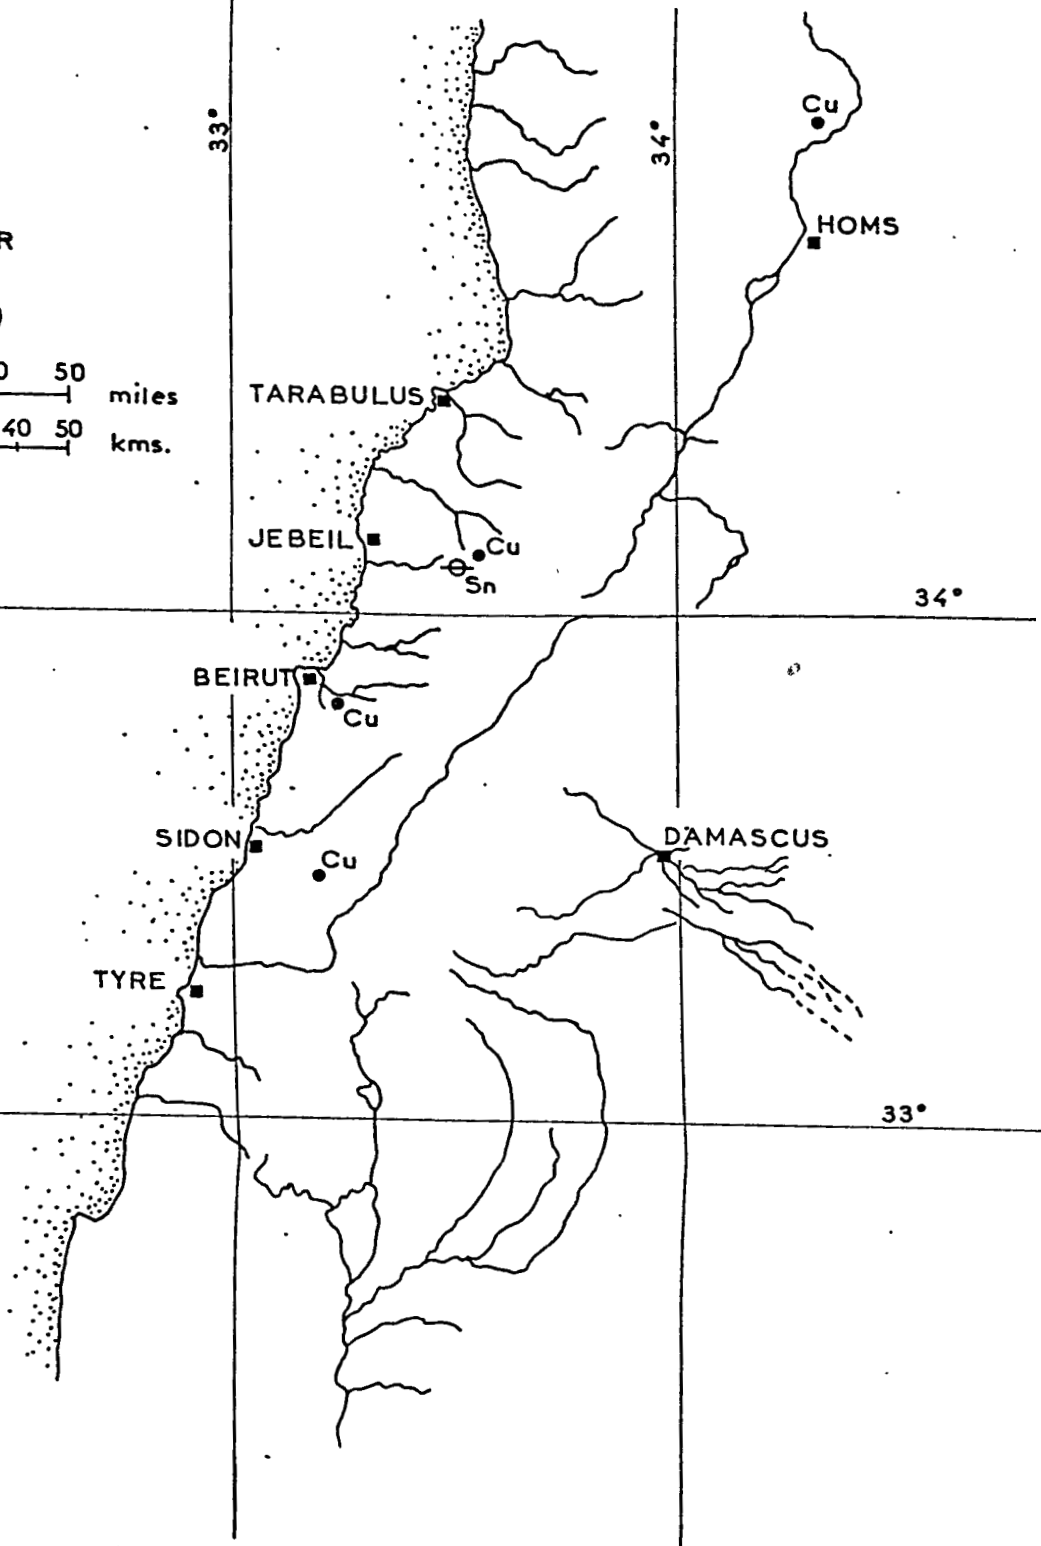 33°
34°
Cu
HOMS
R
)
0 50 miles
40 50 kms.
TARABULUS
JEBEIL
Cu
Sn
34°
BEIRUT
Cu
SIDON
DAMASCUS
Cu
TYRE
33°